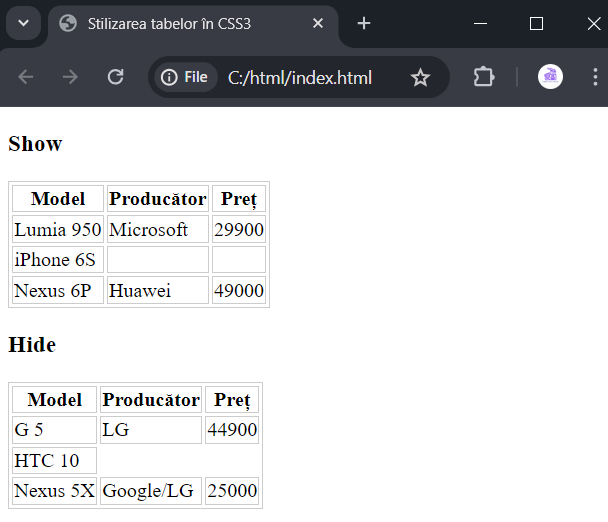 Stilizarea tabelor în CSS3
File C:/html/index.html
Show
Model Producător Preț
Lumia 950 Microsoft 29900
iPhone 6S
Nexus 6P Huawei 49000
Hide
Model Producător Preț
G 5 LG 44900
HTC 10
Nexus 5X Google/LG 25000